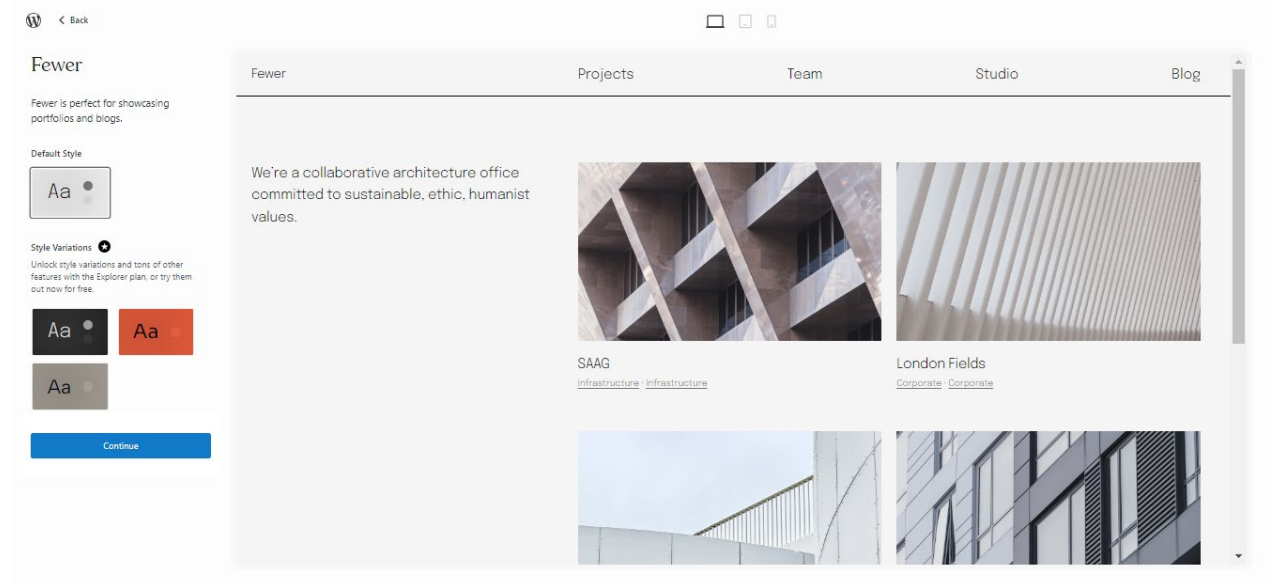 Back
Fewer
Fewer is perfect for showcasing
portfolios and blogs.
Default Style
Aa
Style Variations
Unlock style variations and tons of other
features with the Explorer plan, or try them
out now for free.
Aa
Aa
Aa
Continue
Fewer
Projects
Team
Studio
Blog
We're a collaborative architecture office
committed to sustainable, ethic, humanist
values.
SAAG
Infrastructure · Infrastructure
London Fields
Corporate · Corporate